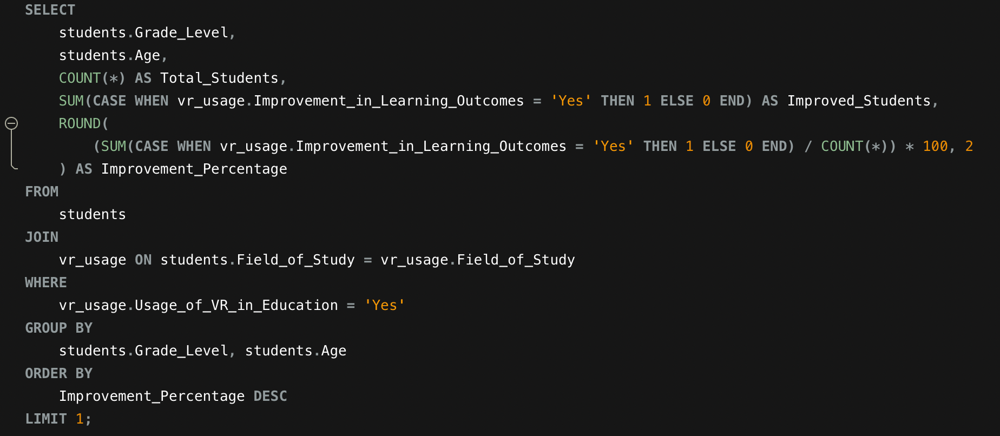 SELECT
    students.Grade_Level,
    students.Age,
    COUNT(*) AS Total_Students,
    SUM(CASE WHEN vr_usage.Improvement_in_Learning_Outcomes = 'Yes' THEN 1 ELSE 0 END) AS Improved_Students,
    ROUND(
        (SUM(CASE WHEN vr_usage.Improvement_in_Learning_Outcomes = 'Yes' THEN 1 ELSE 0 END) / COUNT(*)) * 100, 2
    ) AS Improvement_Percentage
FROM
    students
JOIN
    vr_usage ON students.Field_of_Study = vr_usage.Field_of_Study
WHERE
    vr_usage.Usage_of_VR_in_Education = 'Yes'
GROUP BY
    students.Grade_Level, students.Age
ORDER BY
    Improvement_Percentage DESC
LIMIT 1;